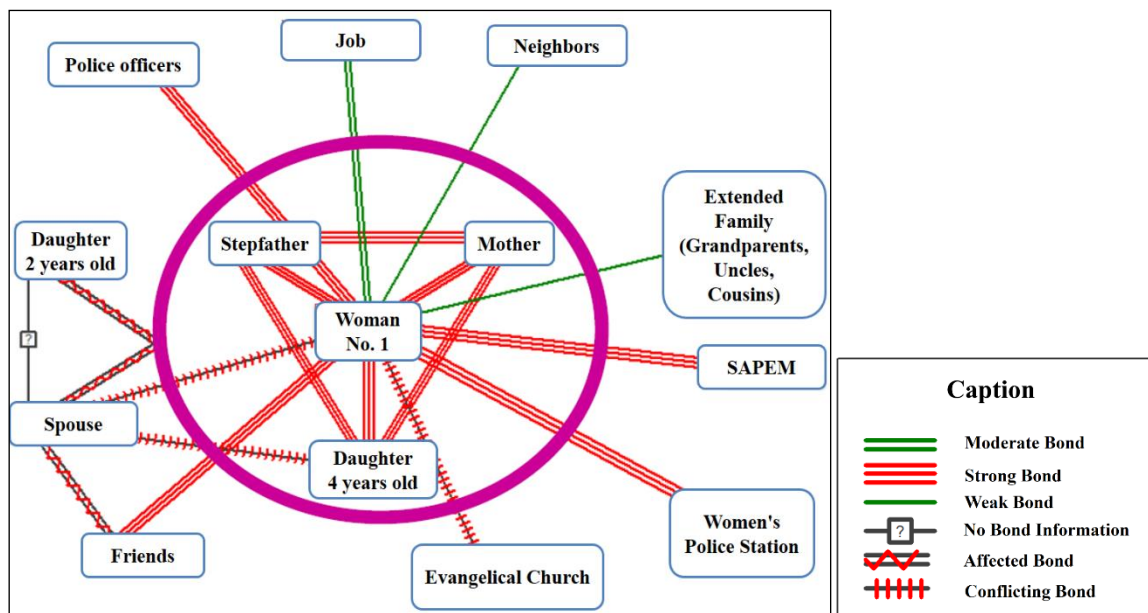 Job
Neighbors
Police officers
Extended
Family
(Grandparents,
Uncles,
Cousins)
Daughter
2 years old
Stepfather
Mother
Woman
No. 1
?
SAPEM
Spouse
Daughter
4 years old
Women's
Police Station
Friends
Evangelical Church
Caption
Moderate Bond
Strong Bond
Weak Bond
?
No Bond Information
Affected Bond
Conflicting Bond